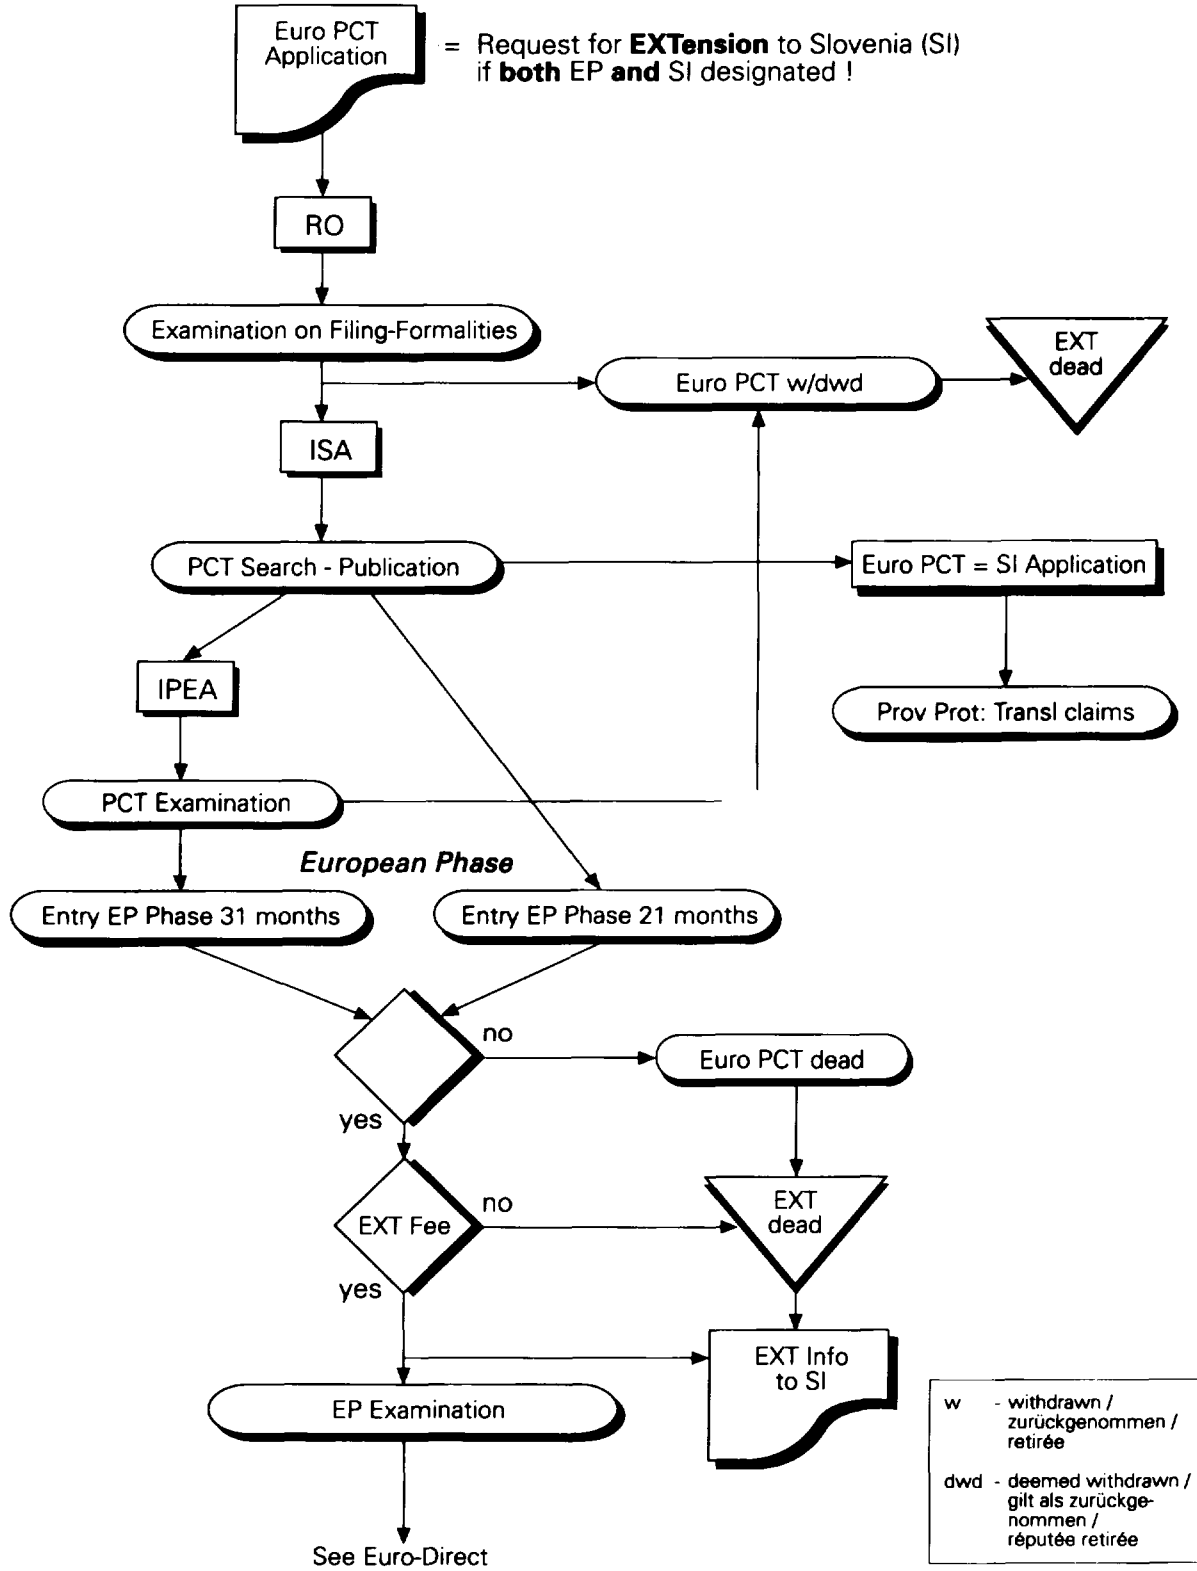 Euro PCT
Application
= Request for EXTension to Slovenia (SI)
if both EP and SI designated !
RO
Examination on Filing-Formalities
Euro PCT w/dwd
EXT
dead
ISA
PCT Search - Publication
Euro PCT = SI Application
IPEA
Prov Prot: Transl claims
PCT Examination
European Phase
Entry EP Phase 31 months
Entry EP Phase 21 months
no
Euro PCT dead
yes
EXT Fee
no
EXT
dead
yes
EXT Info
to SI
EP Examination
See Euro-Direct
w - withdrawn /
zurückgenommen /
retirée
dwd - deemed withdrawn /
gilt als zurückge-
nommen /
réputée retirée